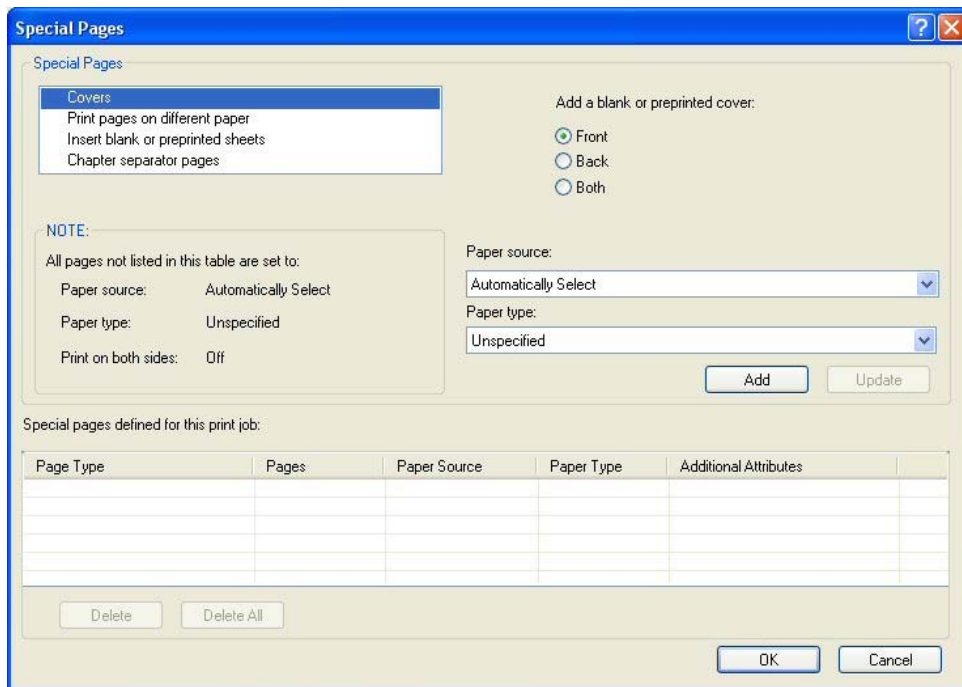 Special Pages
Special Pages
Covers
Print pages on different paper
Insert blank or preprinted sheets
Chapter separator pages
Add a blank or preprinted cover:
Front
Back
Both
NOTE:
All pages not listed in this table are set to:
Paper source: Automatically Select
Paper type: Unspecified
Print on both sides: Off
Paper source:
Automatically Select
Paper type:
Unspecified
Add Update
Special pages defined for this print job:
Page Type Pages Paper Source Paper Type Additional Attributes
Delete Delete All
OK Cancel